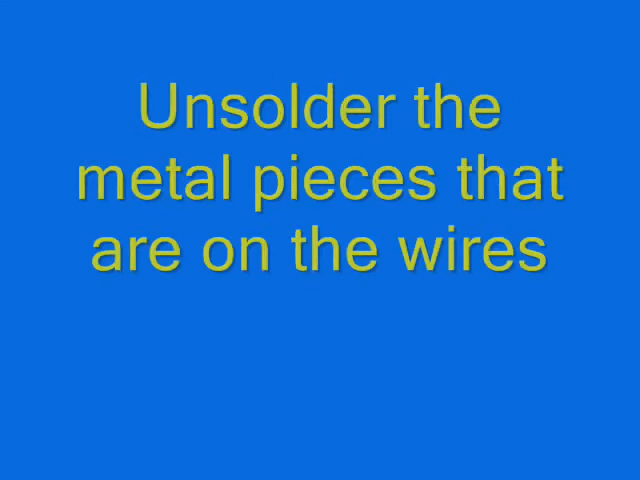 Unsolder the
metal pieces that
are on the wires